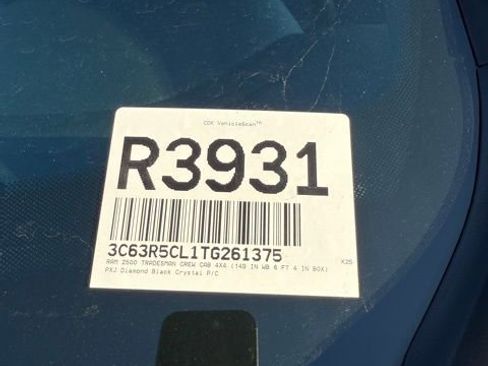 CDK VehicleScan™
R3931
3C63R5CL1TG261375
RAM 2500 TRADESMAN CREW CAB 4X4 (149 IN WB 6 FT 4 IN BOX) X25
PXJ Diamond Black Crystal P/C